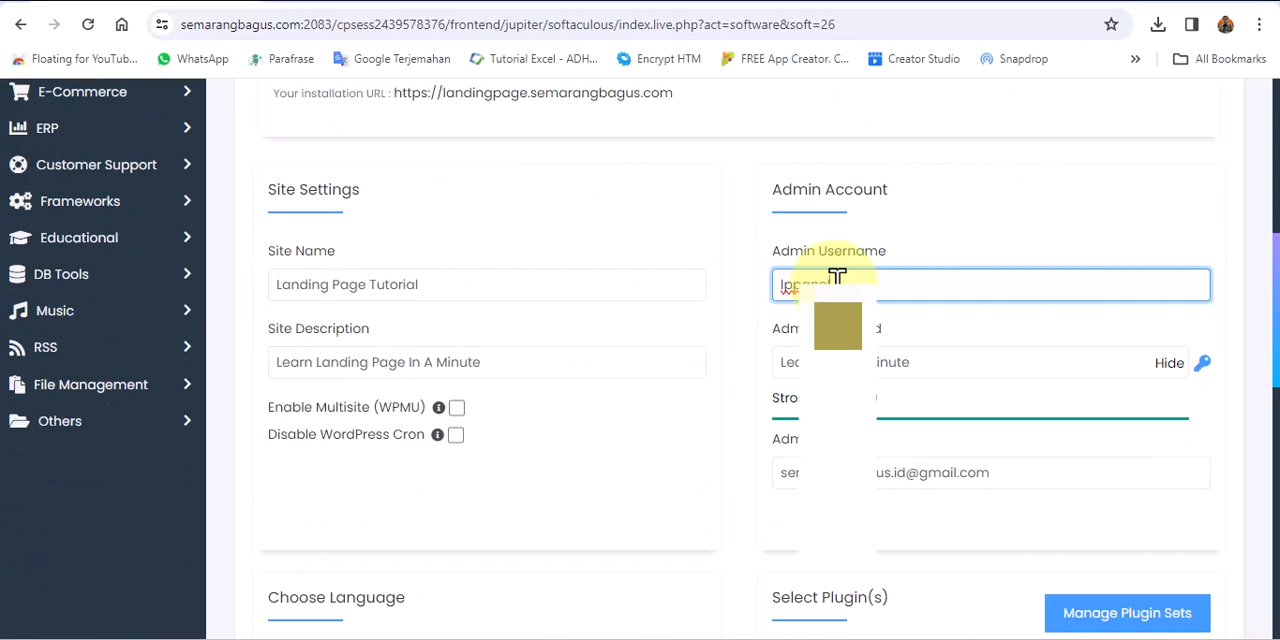 semarangbagus.com:2083/cpsess2439578376/frontend/jupiter/softaculous/index.live.php?act=software&soft=26
Floating for YouTub... WhatsApp Parafrase Google Terjemahan Tutorial Excel - ADH... Encrypt HTM FREE App Creator. C... Creator Studio Snapdrop » All Bookmarks
E-Commerce
ERP
Customer Support
Frameworks
Educational
DB Tools
Music
RSS
File Management
Others
Your installation URL : https://landingpage.semarangbagus.com
Site Settings
Site Name
Landing Page Tutorial
Site Description
Learn Landing Page In A Minute
Enable Multisite (WPMU)
Disable WordPress Cron
Admin Account
Admin Username
Hide
us.id@gmail.com
Choose Language
Select Plugin(s)
Manage Plugin Sets